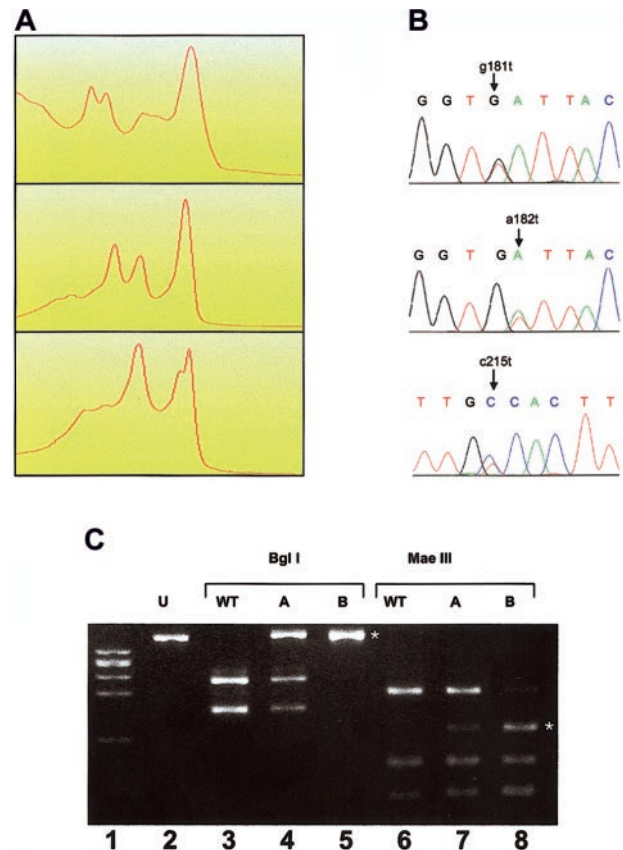 A
B
g181t
G G T G A T T A C
a182t
G G T G A T T A C
c215t
T T G C C A C T T
C
Bgl I Mae III
U WT A B WT A B
* *
1 2 3 4 5 6 7 8